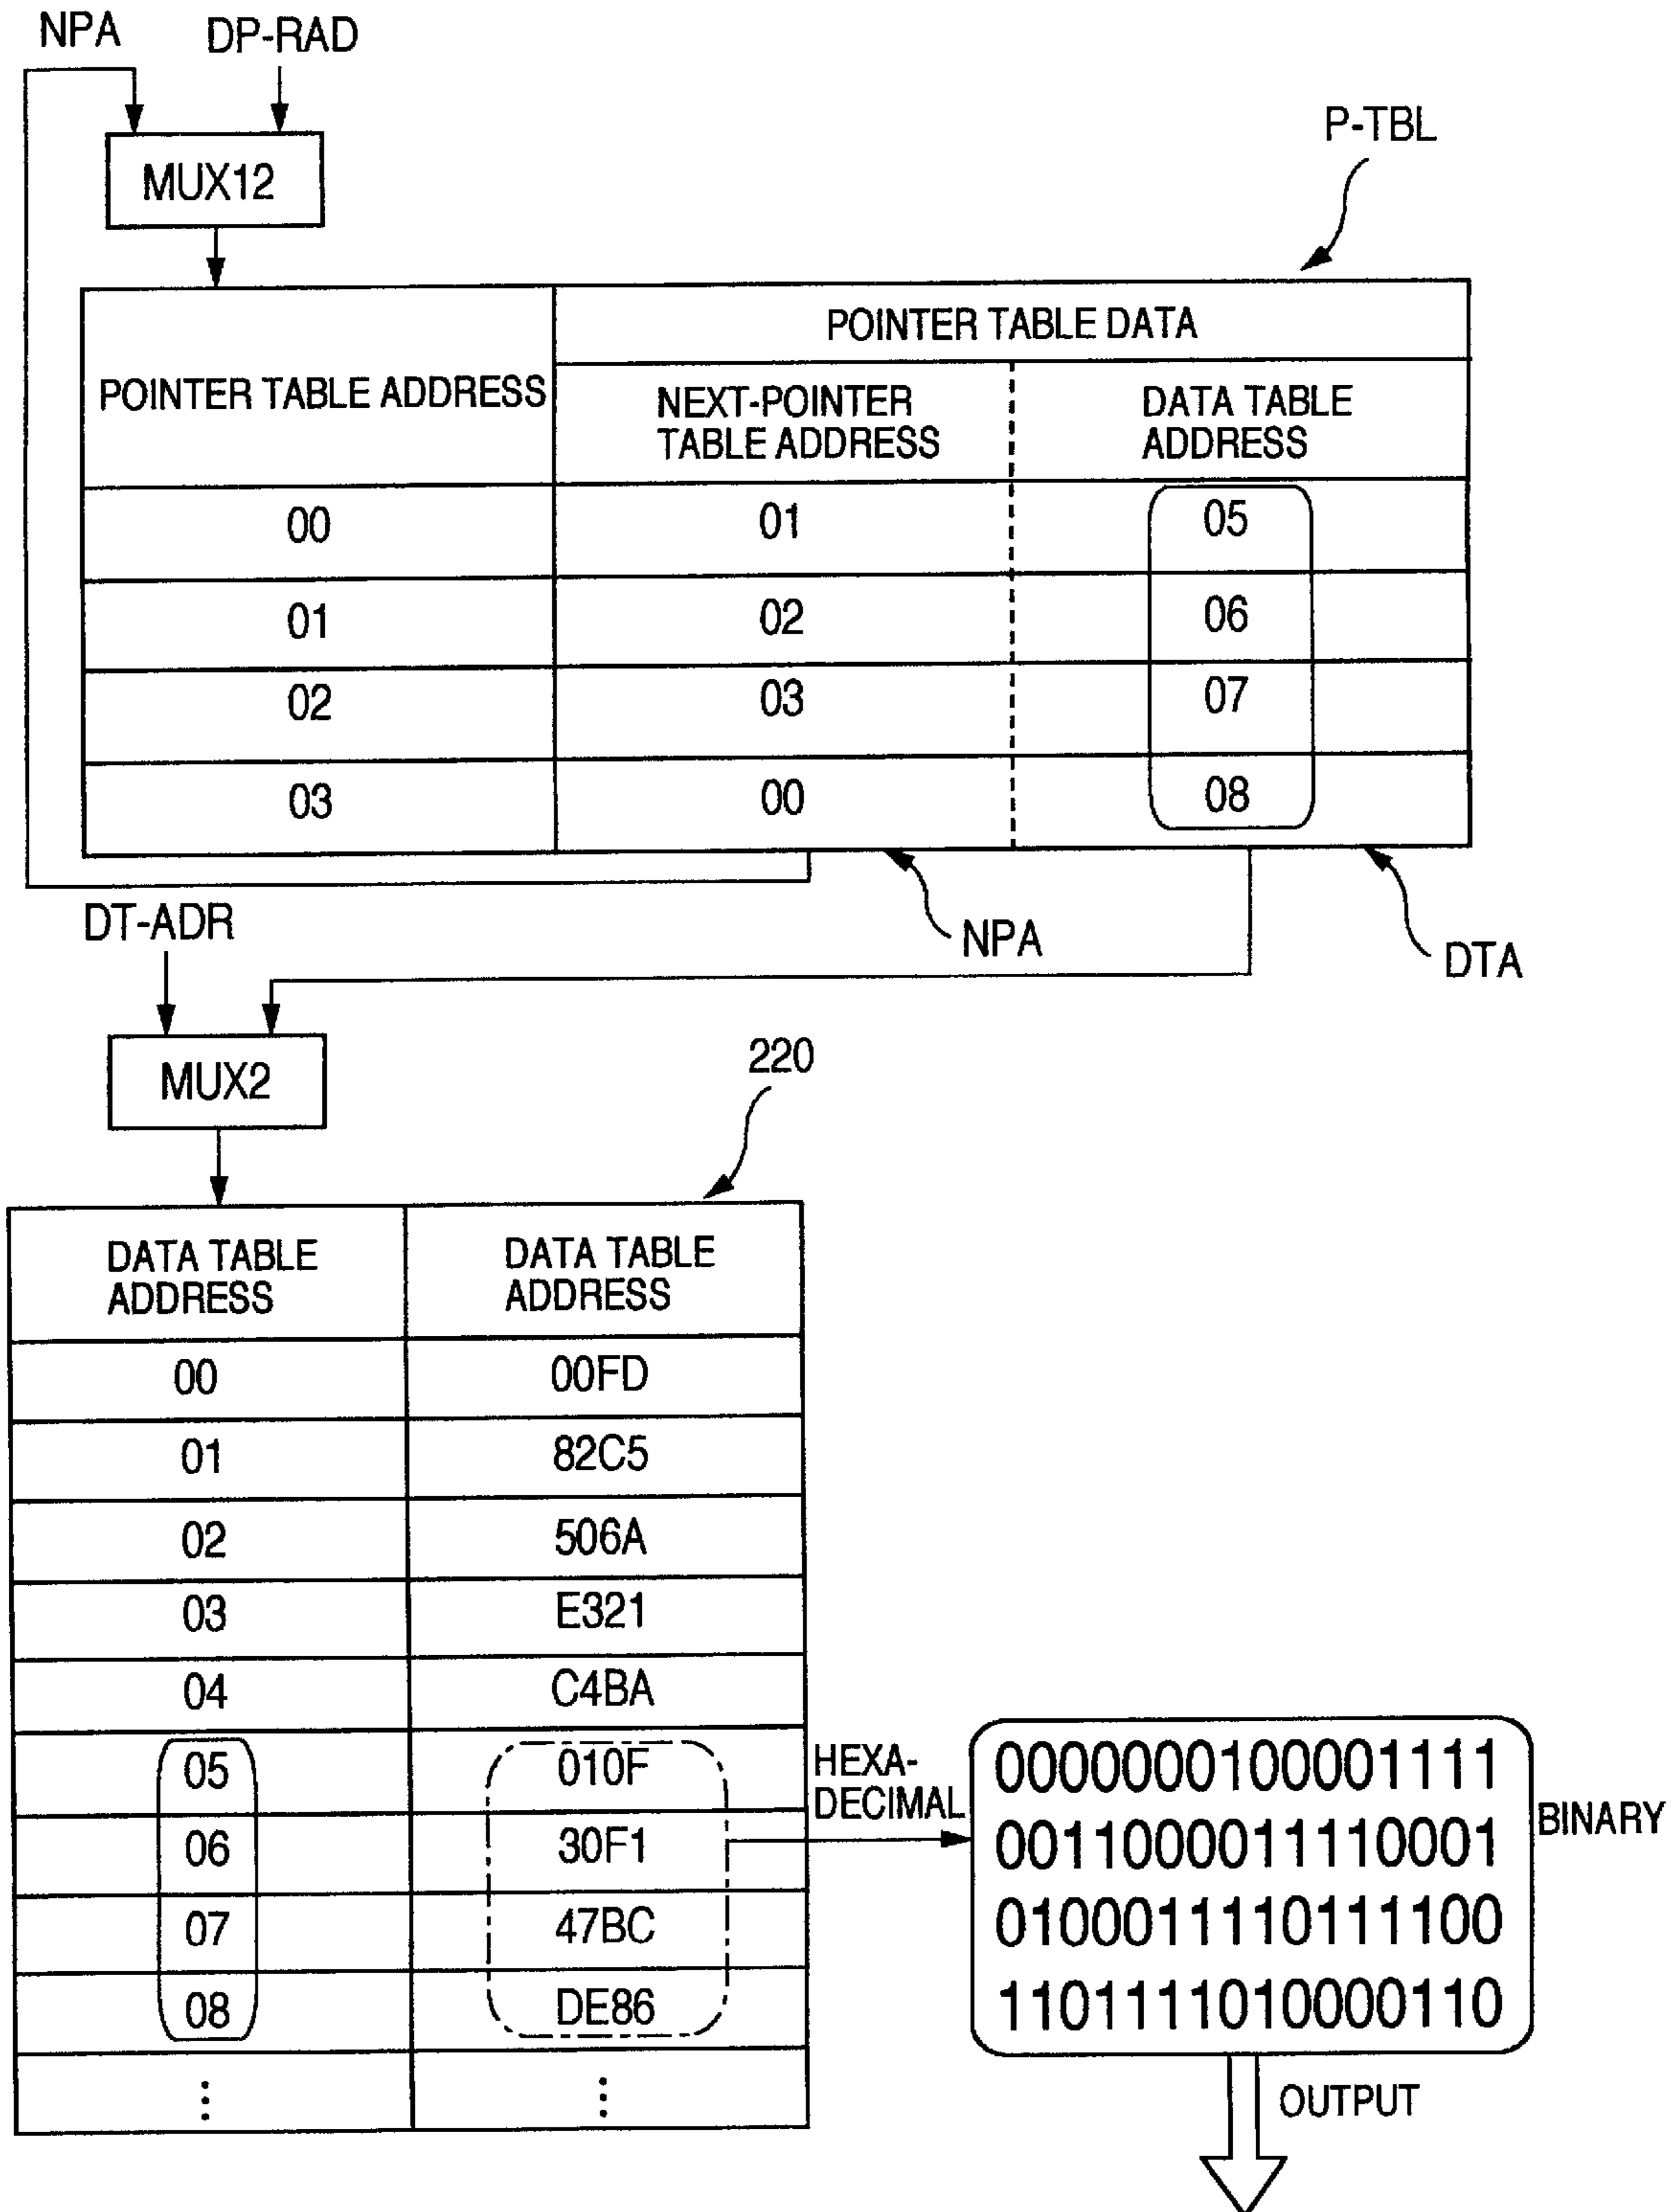 NPA DP-RAD
MUX12
P-TBL
POINTER TABLE ADDRESS
POINTER TABLE DATA
NEXT-POINTER
TABLE ADDRESS
DATA TABLE
ADDRESS
00 01 05
01 02 06
02 03 07
03 00 08
NPA
DTA
DT-ADR
MUX2
220
DATA TABLE
ADDRESS
DATA TABLE
ADDRESS
00 00FD
01 82C5
02 506A
03 E321
04 C4BA
05 010F
06 30F1
07 47BC
08 DE86
⋮ ⋮
HEXA-
DECIMAL
0000000100001111
0011000011110001
0100011110111100
1101111010000110
BINARY
OUTPUT